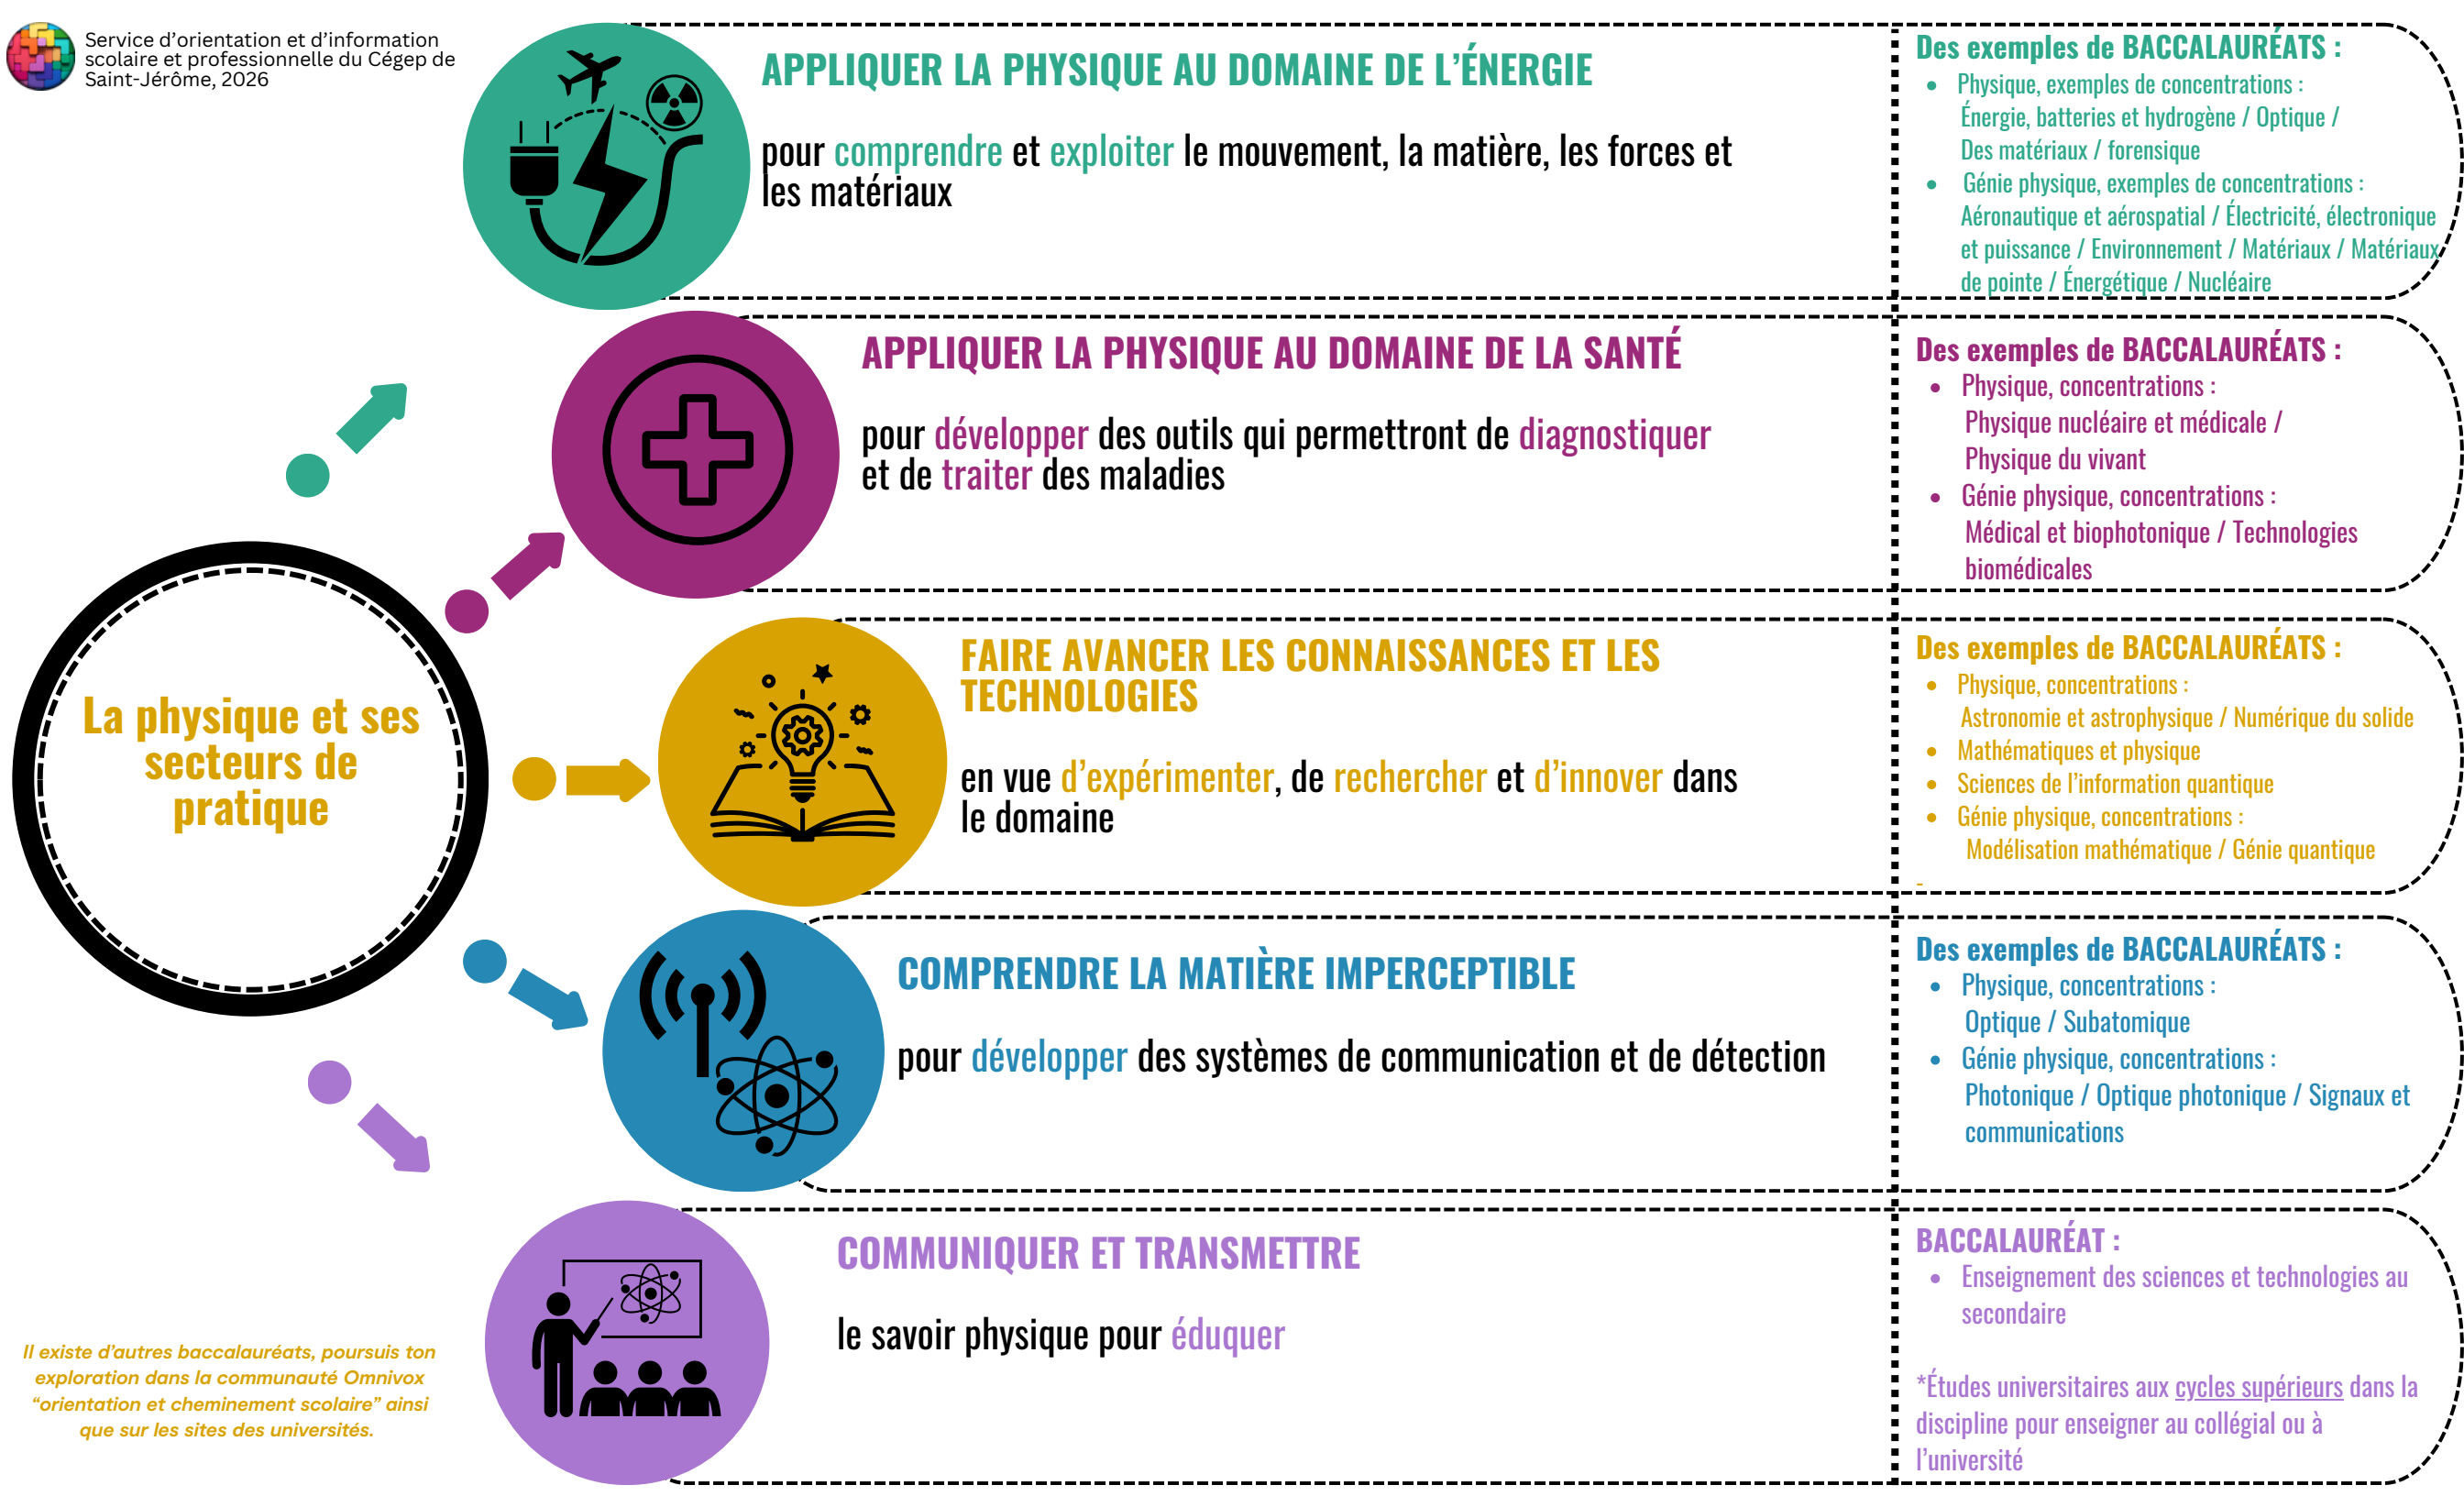 Service d'orientation et d'information
scolaire et professionnelle du Cégep de
Saint-Jérôme, 2026
La physique et ses
secteurs de
pratique
APPLIQUER LA PHYSIQUE AU DOMAINE DE L'ÉNERGIE
pour comprendre et exploiter le mouvement, la matière, les forces et
les matériaux
Des exemples de BACCALAURÉATS :
• Physique, exemples de concentrations :
Énergie, batteries et hydrogène / Optique /
Des matériaux / forensique
• Génie physique, exemples de concentrations :
Aéronautique et aérospatial / Électricité, électronique
et puissance / Environnement / Matériaux / Matériaux
de pointe / Énergétique / Nucléaire
APPLIQUER LA PHYSIQUE AU DOMAINE DE LA SANTÉ
pour développer des outils qui permettront de diagnostiquer
et de traiter des maladies
Des exemples de BACCALAURÉATS :
• Physique, concentrations :
Physique nucléaire et médicale /
Physique du vivant
• Génie physique, concentrations :
Médical et biophotonique / Technologies
biomédicales
FAIRE AVANCER LES CONNAISSANCES ET LES
TECHNOLOGIES
en vue d'expérimenter, de rechercher et d'innover dans
le domaine
Des exemples de BACCALAURÉATS :
• Physique, concentrations :
Astronomie et astrophysique / Numérique du solide
• Mathématiques et physique
• Sciences de l'information quantique
• Génie physique, concentrations :
Modélisation mathématique / Génie quantique
-
COMPRENDRE LA MATIÈRE IMPERCEPTIBLE
pour développer des systèmes de communication et de détection
Des exemples de BACCALAURÉATS :
• Physique, concentrations :
Optique / Subatomique
• Génie physique, concentrations :
Photonique / Optique photonique / Signaux et
communications
COMMUNIQUER ET TRANSMETTRE
le savoir physique pour éduquer
BACCALAURÉAT :
• Enseignement des sciences et technologies au
secondaire
*Études universitaires aux cycles supérieurs dans la
discipline pour enseigner au collégial ou à
l'université
Il existe d'autres baccalauréats, poursuis ton
exploration dans la communauté Omnivox
"orientation et cheminement scolaire" ainsi
que sur les sites des universités.